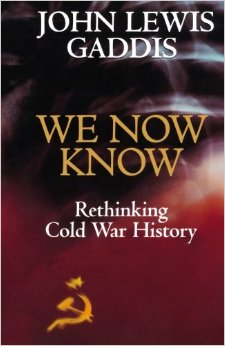 JOHN LEWIS
GADDIS
WE NOW
KNOW
Rethinking
Cold War History